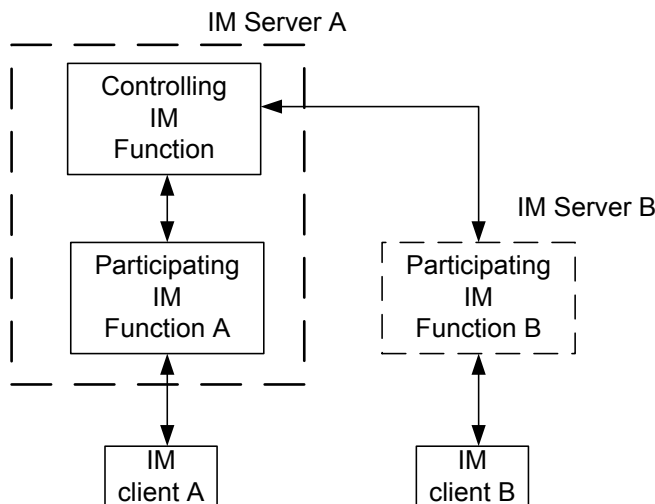 IM Server A
Controlling
IM
Function
IM Server B
Participating
IM
Function A
Participating
IM
Function B
IM
client A
IM
client B